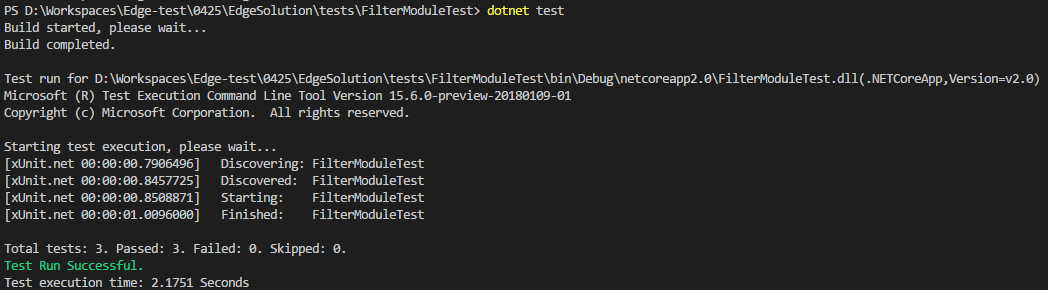 PS D:\Workspaces\Edge-test\0425\EdgeSolution\tests\FilterModuleTest> dotnet test
Build started, please wait...
Build completed.
Test run for D:\Workspaces\Edge-test\0425\EdgeSolution\tests\FilterModuleTest\bin\Debug\netcoreapp2.0\FilterModuleTest.dll(.NETCoreApp,Version=v2.0)
Microsoft (R) Test Execution Command Line Tool Version 15.6.0-preview-20180109-01
Copyright (c) Microsoft Corporation.  All rights reserved.
Starting test execution, please wait...
[xUnit.net 00:00:00.7906496]   Discovering: FilterModuleTest
[xUnit.net 00:00:00.8457725]   Discovered:  FilterModuleTest
[xUnit.net 00:00:00.8508871]   Starting:    FilterModuleTest
[xUnit.net 00:00:01.0096000]   Finished:    FilterModuleTest
Total tests: 3. Passed: 3. Failed: 0. Skipped: 0.
Test Run Successful.
Test execution time: 2.1751 Seconds